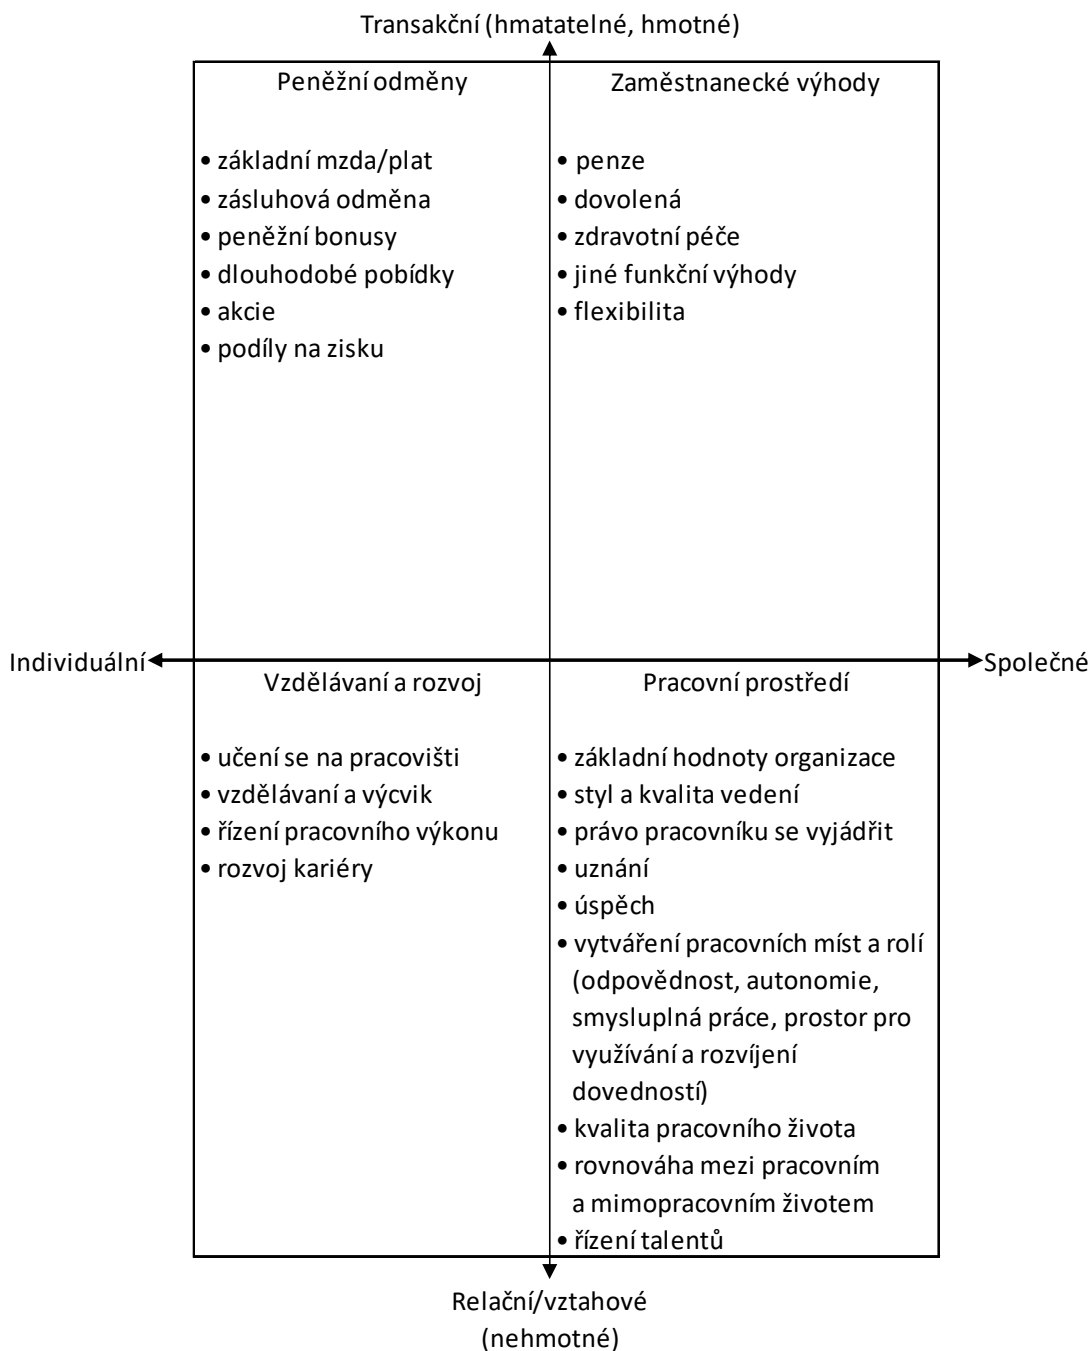 Transakční (hmatatelné, hmotné)
Peněžní odměny
• základní mzda/plat
• zásluhová odměna
• peněžní bonusy
• dlouhodobé pobídky
• akcie
• podíly na zisku
Zaměstnanecké výhody
• penze
• dovolená
• zdravotní péče
• jiné funkční výhody
• flexibilita
Individuální
Společné
Vzdělávaní a rozvoj
• učení se na pracovišti
• vzdělávaní a výcvik
• řízení pracovního výkonu
• rozvoj kariéry
Pracovní prostředí
• základní hodnoty organizace
• styl a kvalita vedení
• právo pracovníku se vyjádřit
• uznání
• úspěch
• vytváření pracovních míst a rolí
(odpovědnost, autonomie,
smysluplná práce, prostor pro
využívání a rozvíjení
dovedností)
• kvalita pracovního života
• rovnováha mezi pracovním
a mimopracovním životem
• řízení talentů
Relační/vztahové
(nehmotné)